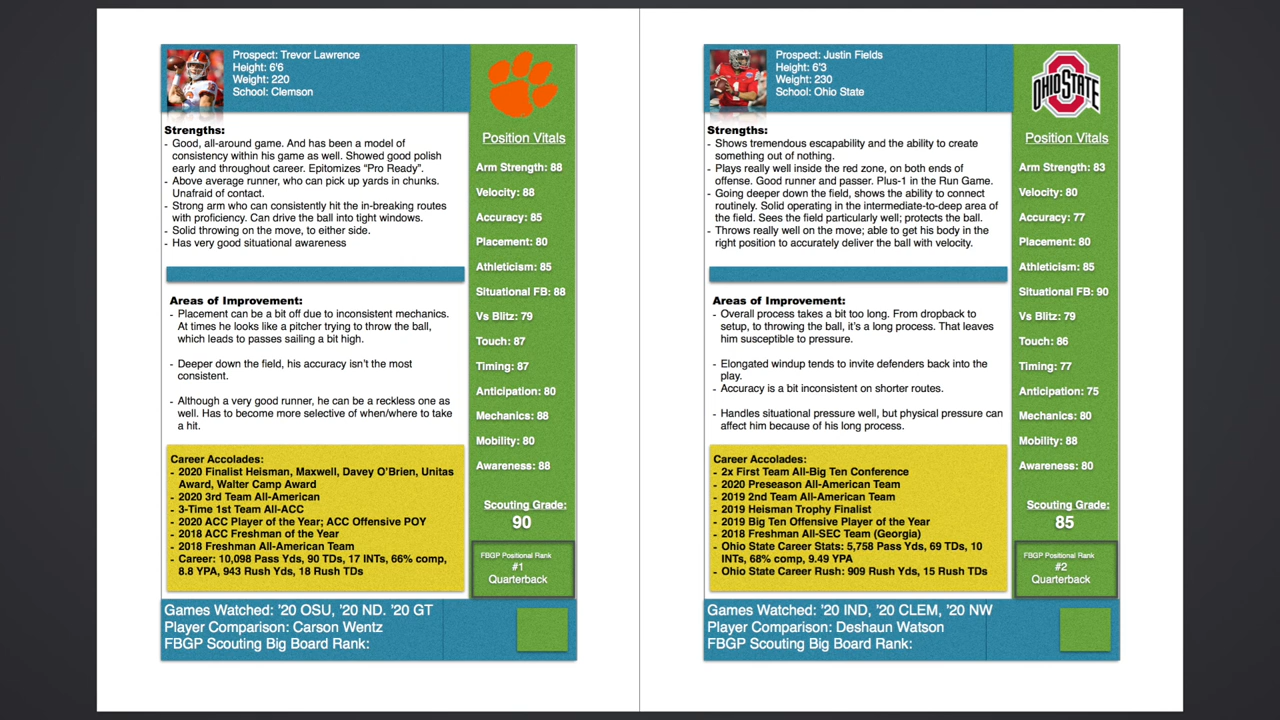 Prospect: Trevor Lawrence
Height: 6'6
Weight: 220
School: Clemson
Strengths:
- Good, all-around game. And has been a model of
consistency within his game as well. Showed good polish
early and throughout career. Epitomizes “Pro Ready”.
- Above average runner, who can pick up yards in chunks.
Unafraid of contact.
- Strong arm who can consistently hit the in-breaking routes
with proficiency. Can drive the ball into tight windows.
- Solid throwing on the move, to either side.
- Has very good situational awareness
Areas of Improvement:
- Placement can be a bit off due to inconsistent mechanics.
At times he looks like a pitcher trying to throw the ball,
which leads to passes sailing a bit high.
- Deeper down the field, his accuracy isn’t the most
consistent.
- Although a very good runner, he can be a reckless one as
well. Has to become more selective of when/where to take
a hit.
Career Accolades:
- 2020 Finalist Heisman, Maxwell, Davey O’Brien, Unitas
Award, Walter Camp Award
- 2020 3rd Team All-American
- 3-Time 1st Team All-ACC
- 2020 ACC Player of the Year; ACC Offensive POY
- 2018 ACC Freshman of the Year
- 2018 Freshman All-American Team
- Career: 10,098 Pass Yds, 90 TDs, 17 INTs, 66% comp,
8.8 YPA, 943 Rush Yds, 18 Rush TDs
Position Vitals
Arm Strength: 88
Velocity: 88
Accuracy: 85
Placement: 80
Athleticism: 85
Situational FB: 88
Vs Blitz: 79
Touch: 87
Timing: 87
Anticipation: 80
Mechanics: 88
Mobility: 80
Awareness: 88
Scouting Grade:
90
FBGP Positional Rank
#1
Quarterback
Games Watched: ’20 OSU, ’20 ND. ’20 GT
Player Comparison: Carson Wentz
FBGP Scouting Big Board Rank:
Prospect: Justin Fields
Height: 6'3
Weight: 230
School: Ohio State
OHIO STATE
Strengths:
- Shows tremendous escapability and the ability to create
something out of nothing.
- Plays really well inside the red zone, on both ends of
offense. Good runner and passer. Plus-1 in the Run Game.
- Going deeper down the field, shows the ability to connect
routinely. Solid operating in the intermediate-to-deep area of
the field. Sees the field particularly well; protects the ball.
- Throws really well on the move; able to get his body in the
right position to accurately deliver the ball with velocity.
Areas of Improvement:
- Overall process takes a bit too long. From dropback to
setup, to throwing the ball, it’s a long process. That leaves
him susceptible to pressure.
- Elongated windup tends to invite defenders back into the
play.
- Accuracy is a bit inconsistent on shorter routes.
- Handles situational pressure well, but physical pressure can
affect him because of his long process.
Career Accolades:
- 2x First Team All-Big Ten Conference
- 2020 Preseason All-American Team
- 2019 2nd Team All-American Team
- 2019 Heisman Trophy Finalist
- 2019 Big Ten Offensive Player of the Year
- 2018 Freshman All-SEC Team (Georgia)
- Ohio State Career Stats: 5,758 Pass Yds, 69 TDs, 10
INTs, 68% comp, 9.49 YPA
- Ohio State Career Rush: 909 Rush Yds, 15 Rush TDs
Position Vitals
Arm Strength: 83
Velocity: 80
Accuracy: 77
Placement: 80
Athleticism: 85
Situational FB: 90
Vs Blitz: 79
Touch: 86
Timing: 77
Anticipation: 75
Mechanics: 80
Mobility: 88
Awareness: 80
Scouting Grade:
85
FBGP Positional Rank
#2
Quarterback
Games Watched: ’20 IND, ’20 CLEM, ’20 NW
Player Comparison: Deshaun Watson
FBGP Scouting Big Board Rank: